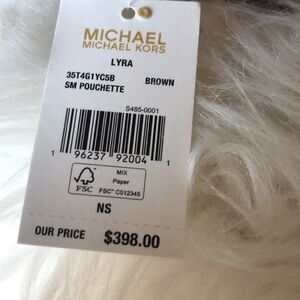 MICHAEL
MICHAEL KORS
LYRA
35T4G1YC5B BROWN
SM POUCHETTE
S485-0001
1 96237 92004 1
FSC
MIX
Paper
FSC™ C012345
NS
OUR PRICE $398.00